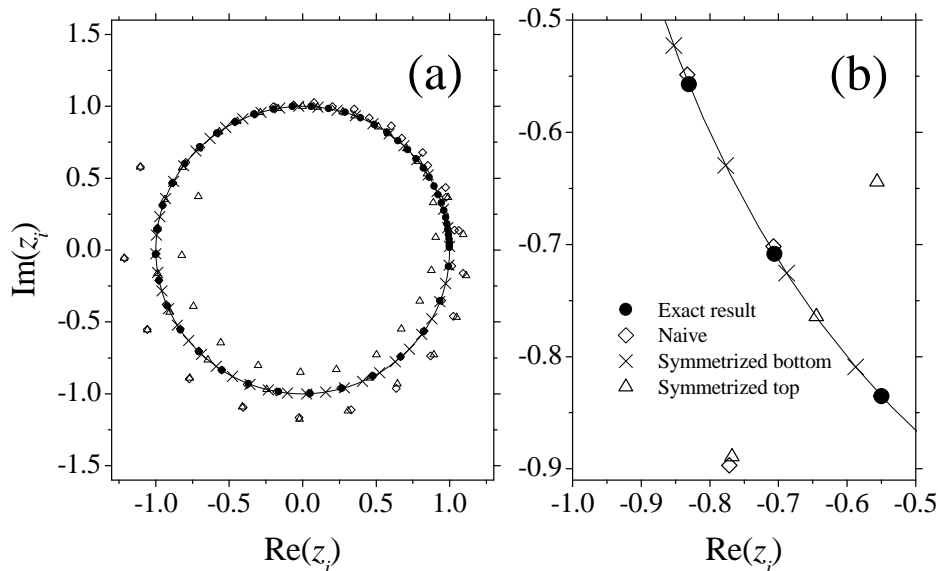 (a)
1.5
1.0
0.5
0.0
-0.5
-1.0
-1.5
Im(z_i)
-1.0 -0.5 0.0 0.5 1.0
Re(z_i)
(b)
-0.5
-0.6
-0.7
-0.8
-0.9
Exact result
Naive
Symmetrized bottom
Symmetrized top
-1.0 -0.9 -0.8 -0.7 -0.6 -0.5
Re(z_i)